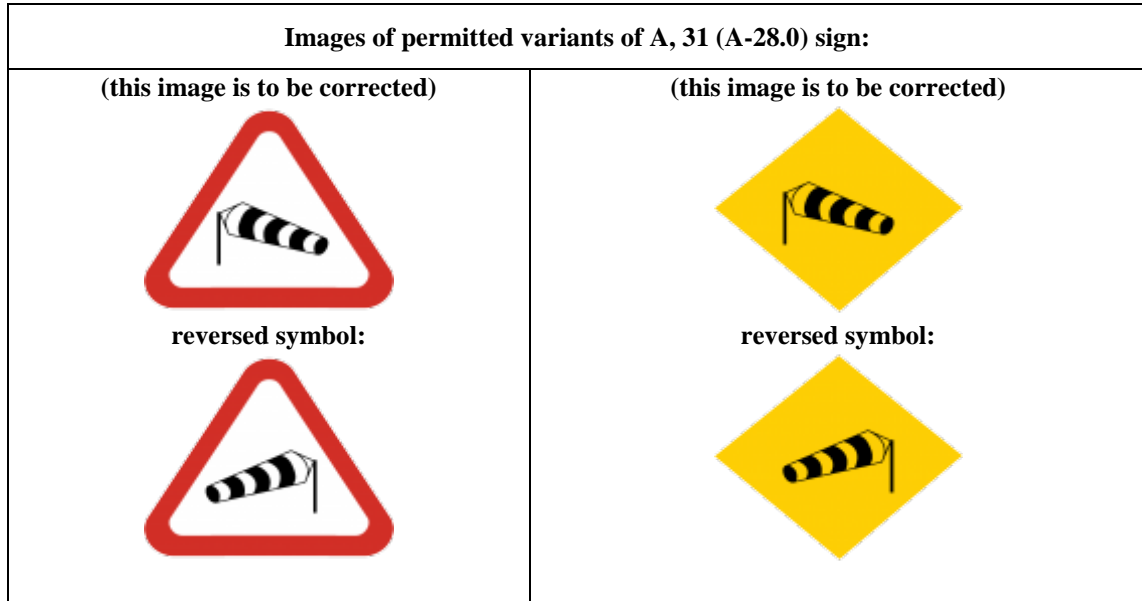 Images of permitted variants of A, 31 (A-28.0) sign:
(this image is to be corrected)
reversed symbol:
(this image is to be corrected)
reversed symbol: